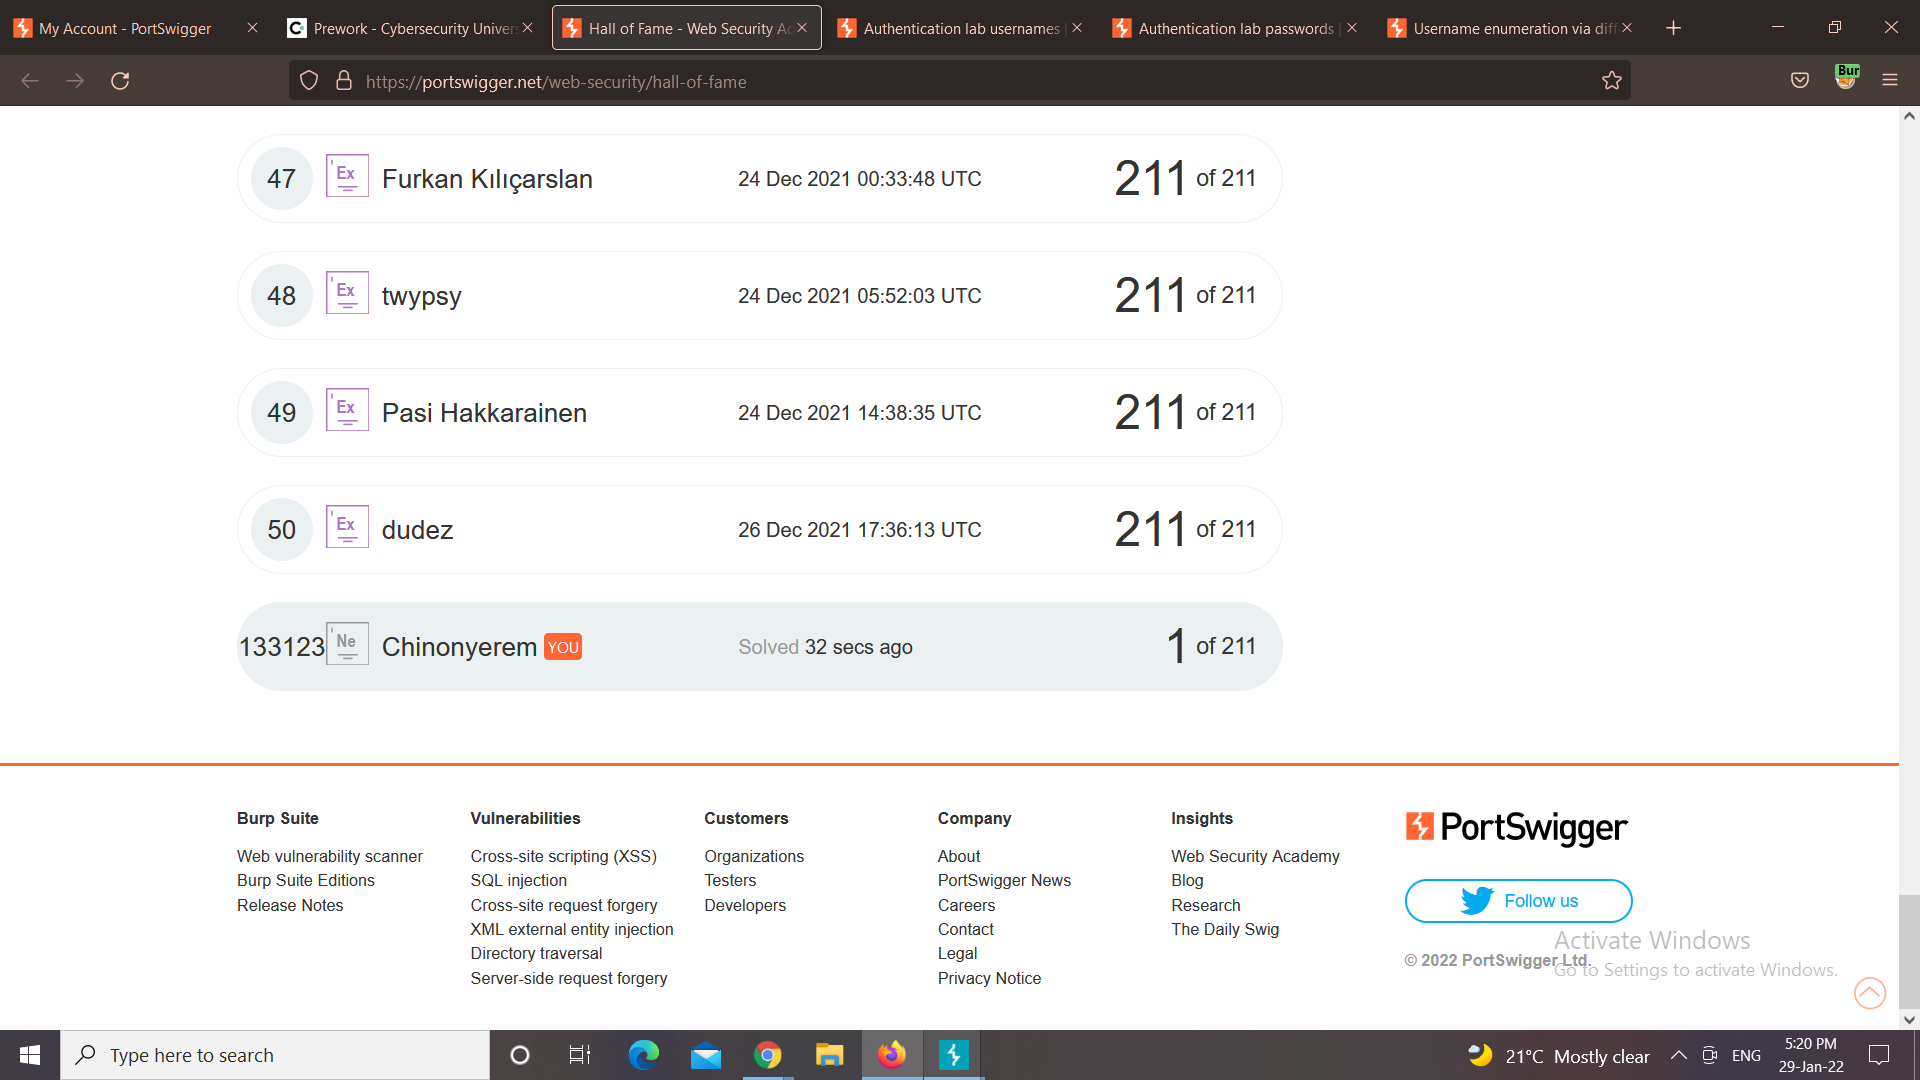 My Account - PortSwigger
Prework - Cybersecurity Univers
Hall of Fame - Web Security Ac
Authentication lab usernames |
Authentication lab passwords |
Username enumeration via diff
https://portswigger.net/web-security/hall-of-fame
Bur
47 Ex Furkan Kılıçarslan 24 Dec 2021 00:33:48 UTC 211 of 211
48 Ex twypsy 24 Dec 2021 05:52:03 UTC 211 of 211
49 Ex Pasi Hakkarainen 24 Dec 2021 14:38:35 UTC 211 of 211
50 Ex dudez 26 Dec 2021 17:36:13 UTC 211 of 211
133123 Ne Chinonyerem YOU Solved 32 secs ago 1 of 211
Burp Suite
Web vulnerability scanner
Burp Suite Editions
Release Notes
Vulnerabilities
Cross-site scripting (XSS)
SQL injection
Cross-site request forgery
XML external entity injection
Directory traversal
Server-side request forgery
Customers
Organizations
Testers
Developers
Company
About
PortSwigger News
Careers
Contact
Legal
Privacy Notice
Insights
Web Security Academy
Blog
Research
The Daily Swig
PortSwigger
Follow us
© 2022 PortSwigger Ltd.
Activate Windows
Go to Settings to activate Windows.
Type here to search
21°C Mostly clear
ENG
5:20 PM
29-Jan-22